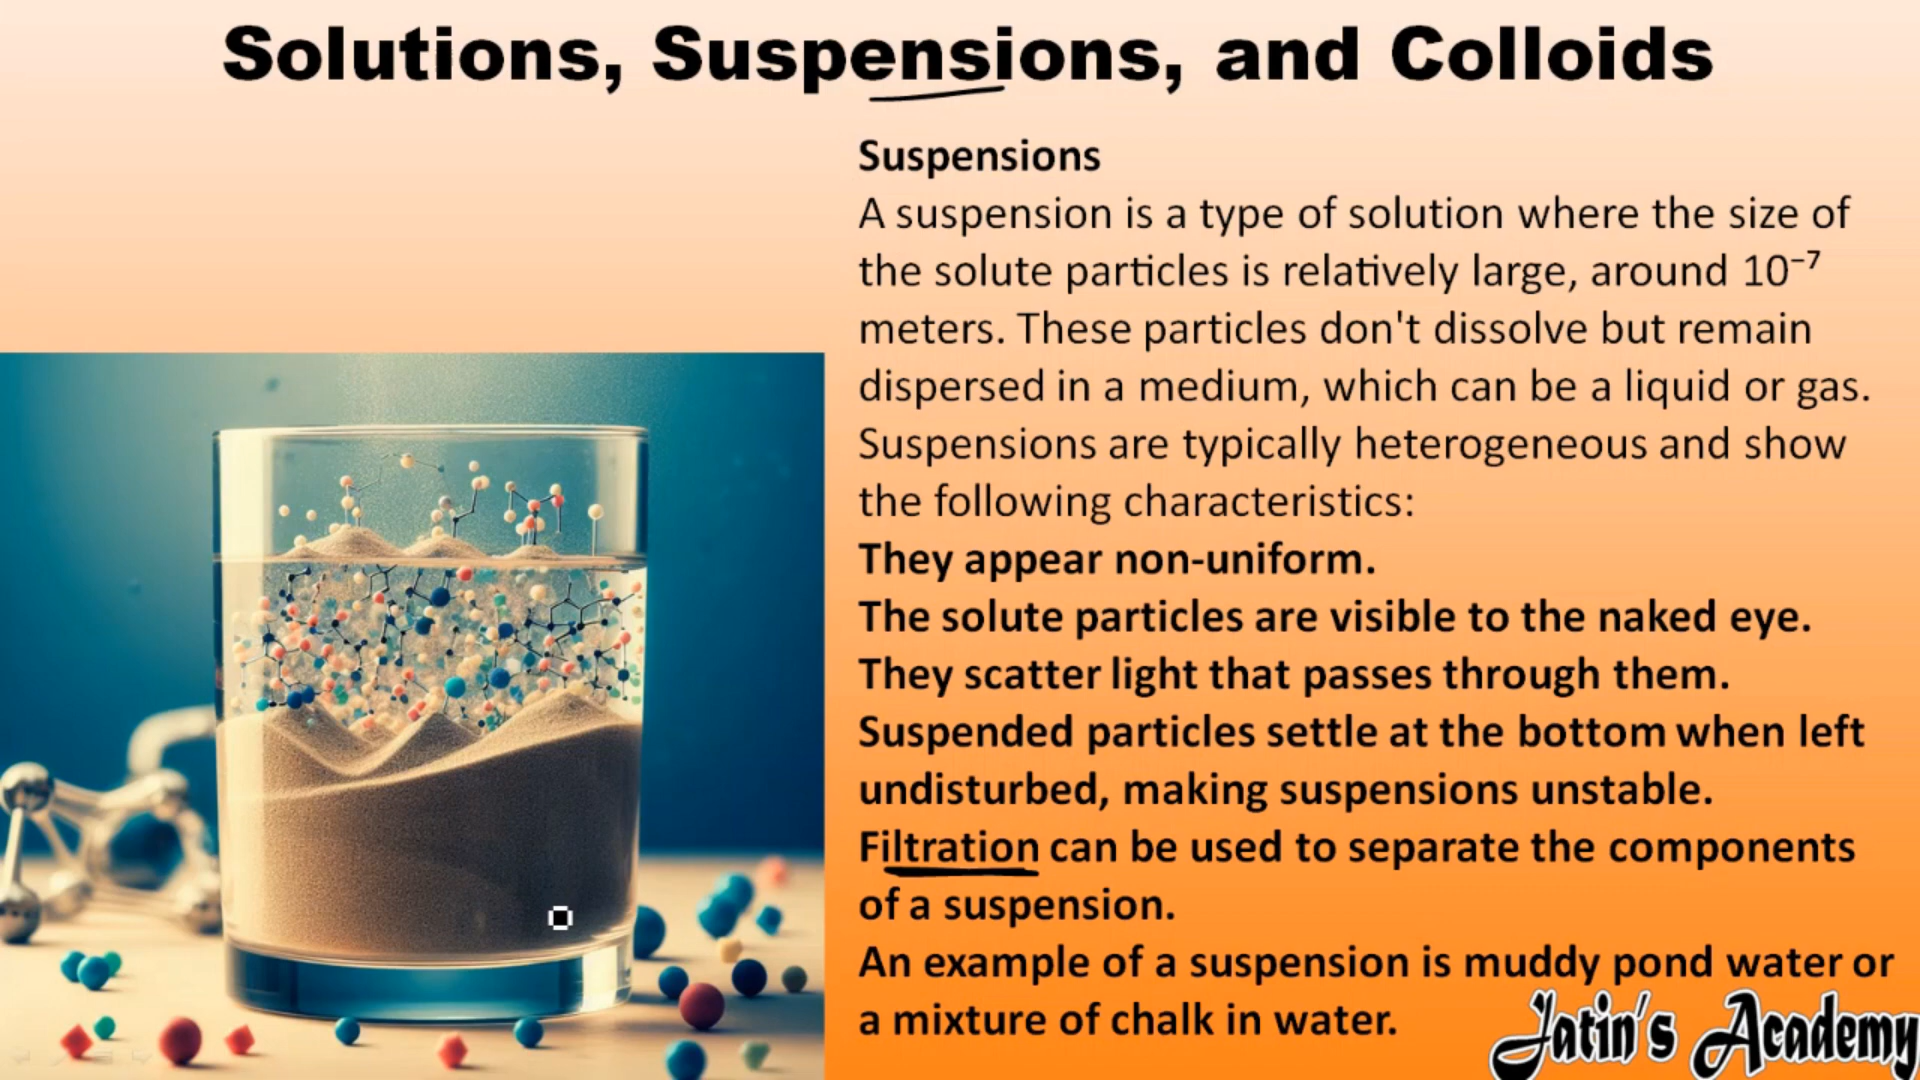 Solutions, Suspensions, and Colloids
Suspensions
A suspension is a type of solution where the size of
the solute particles is relatively large, around 10⁻⁷
meters. These particles don't dissolve but remain
dispersed in a medium, which can be a liquid or gas.
Suspensions are typically heterogeneous and show
the following characteristics:
They appear non-uniform.
The solute particles are visible to the naked eye.
They scatter light that passes through them.
Suspended particles settle at the bottom when left
undisturbed, making suspensions unstable.
Filtration can be used to separate the components
of a suspension.
An example of a suspension is muddy pond water or
a mixture of chalk in water.
Jatin's Academy